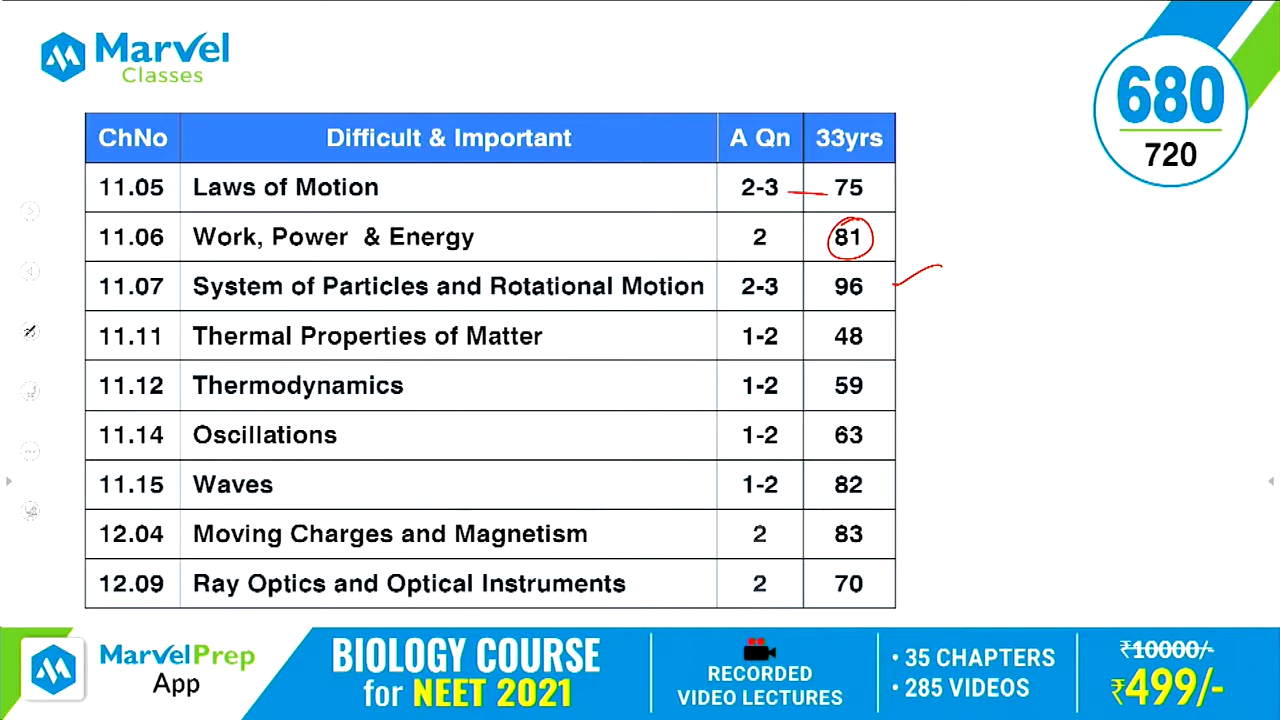 Marvel
Classes
680
720
ChNo Difficult & Important A Qn 33yrs
11.05 Laws of Motion 2-3 75
11.06 Work, Power & Energy 2 81
11.07 System of Particles and Rotational Motion 2-3 96
11.11 Thermal Properties of Matter 1-2 48
11.12 Thermodynamics 1-2 59
11.14 Oscillations 1-2 63
11.15 Waves 1-2 82
12.04 Moving Charges and Magnetism 2 83
12.09 Ray Optics and Optical Instruments 2 70
MarvelPrep
App
BIOLOGY COURSE
for NEET 2021
RECORDED
VIDEO LECTURES
• 35 CHAPTERS
• 285 VIDEOS
₹10000/-
₹499/-